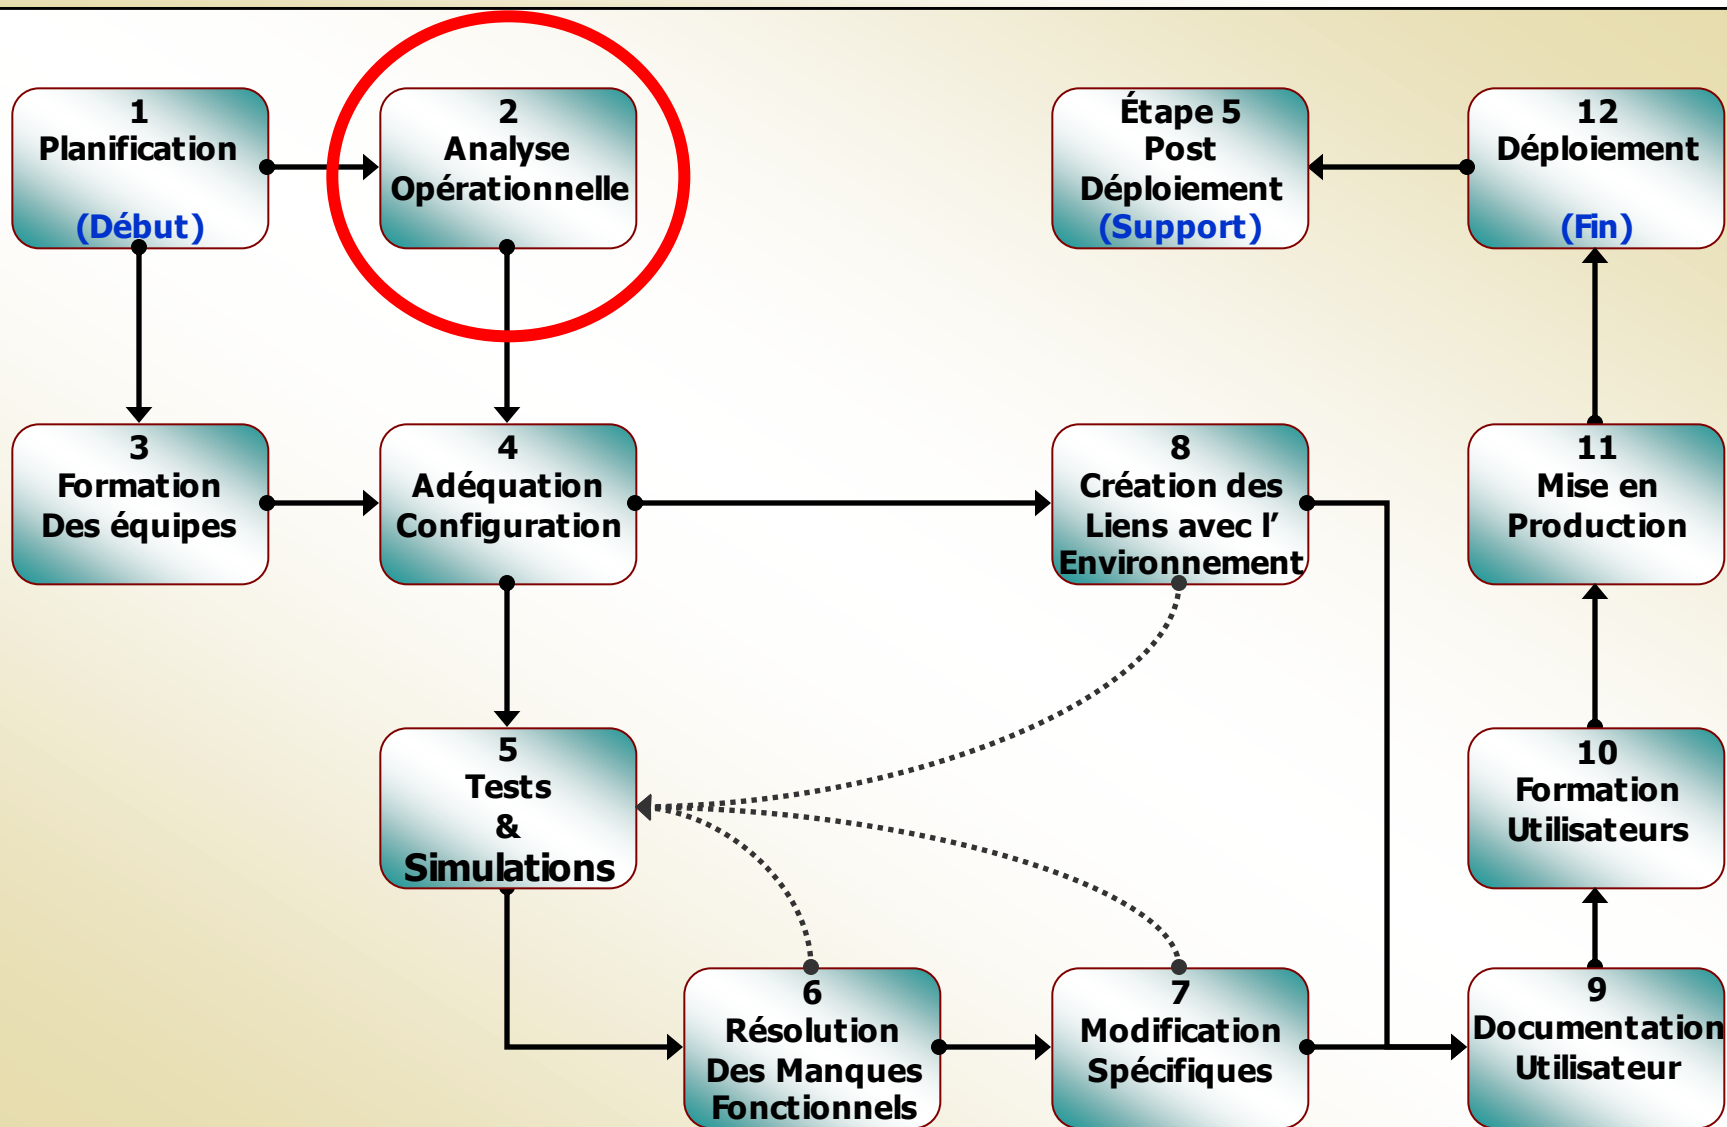 1
Planification
(Début)
2
Analyse
Opérationnelle
Étape 5
Post
Déploiement
(Support)
12
Déploiement
(Fin)
3
Formation
Des équipes
4
Adéquation
Configuration
8
Création des
Liens avec l’
Environnement
11
Mise en
Production
5
Tests
&
Simulations
10
Formation
Utilisateurs
6
Résolution
Des Manques
Fonctionnels
7
Modification
Spécifiques
9
Documentation
Utilisateur